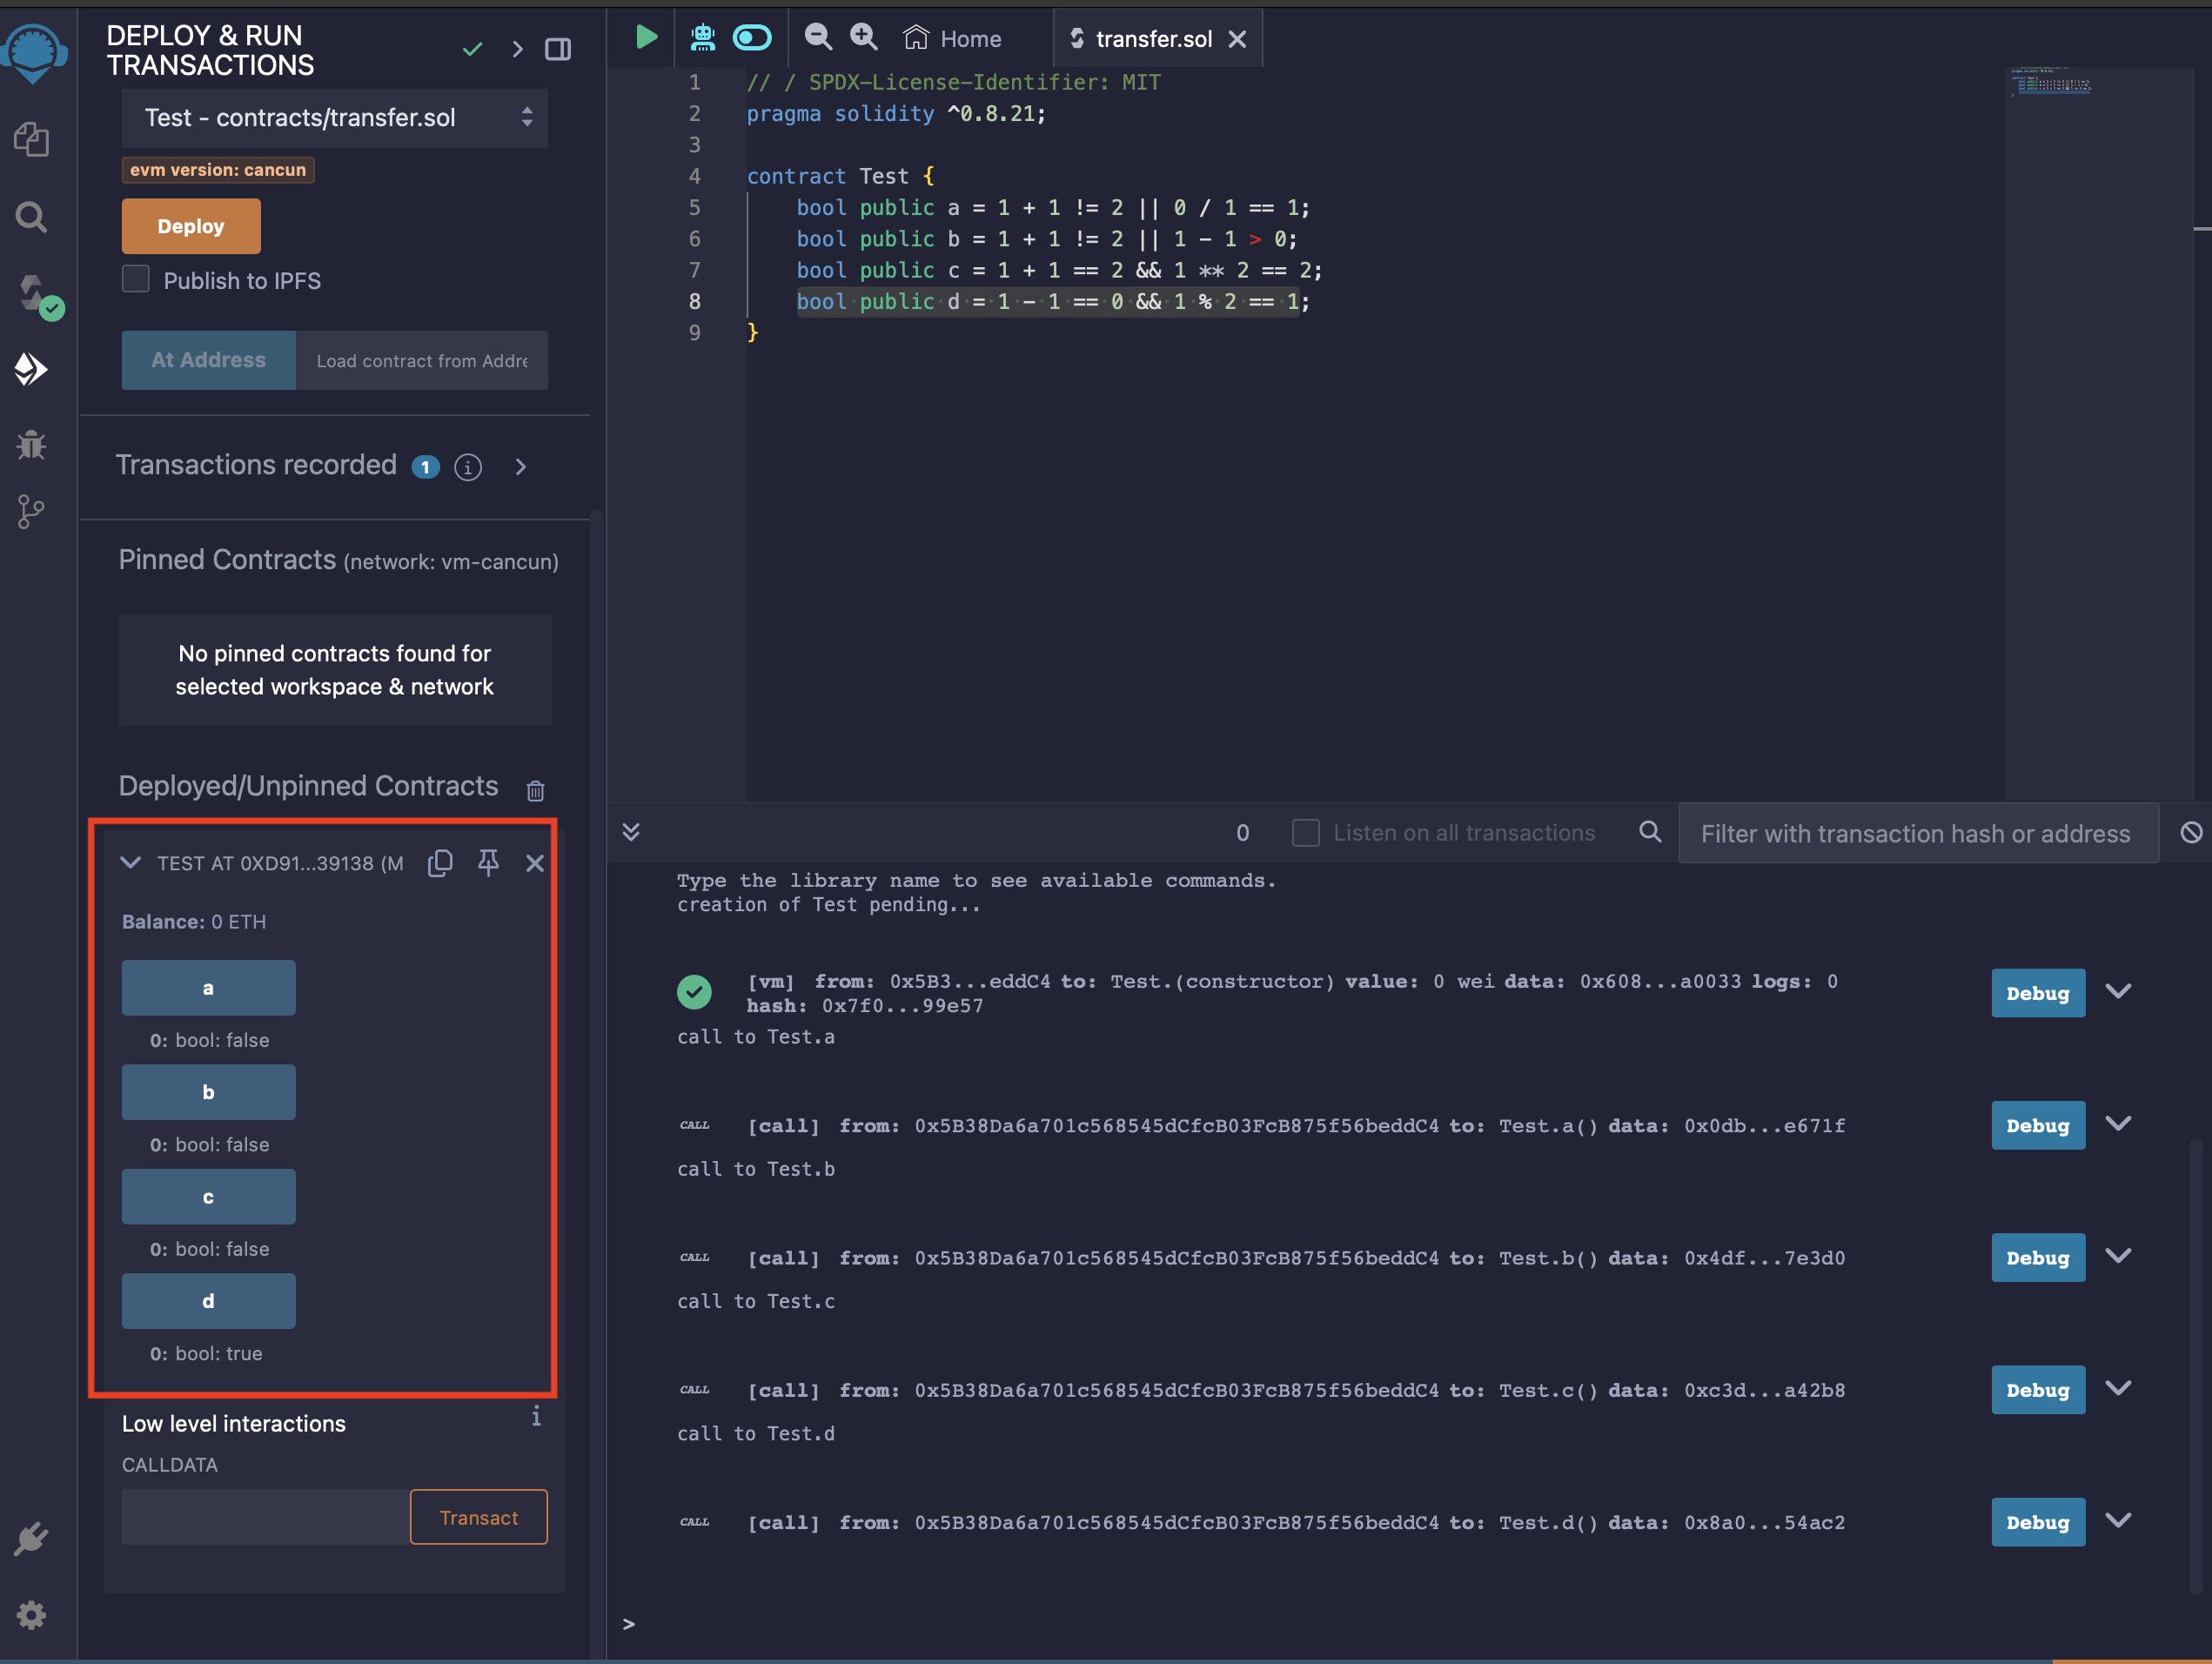 DEPLOY & RUN
TRANSACTIONS
Test - contracts/transfer.sol
evm version: cancun
Deploy
Publish to IPFS
At Address
Load contract from Addre
Transactions recorded 1
Pinned Contracts (network: vm-cancun)
No pinned contracts found for
selected workspace & network
Deployed/Unpinned Contracts
TEST AT 0XD91...39138 (M
Balance: 0 ETH
a
0: bool: false
b
0: bool: false
c
0: bool: false
d
0: bool: true
Low level interactions
i
CALLDATA
Transact
Home
transfer.sol
1 // / SPDX-License-Identifier: MIT
2 pragma solidity ^0.8.21;
3
4 contract Test {
5 bool public a = 1 + 1 != 2 || 0 / 1 == 1;
6 bool public b = 1 + 1 != 2 || 1 - 1 > 0;
7 bool public c = 1 + 1 == 2 && 1 ** 2 == 2;
8 bool public d = 1 - 1 == 0 && 1 % 2 == 1;
9 }
0
Listen on all transactions
Filter with transaction hash or address
Type the library name to see available commands.
creation of Test pending...
[vm] from: 0x5B3...eddC4 to: Test.(constructor) value: 0 wei data: 0x608...a0033 logs: 0
hash: 0x7f0...99e57
Debug
call to Test.a
CALL [call] from: 0x5B38Da6a701c568545dCfcB03FcB875f56beddC4 to: Test.a() data: 0x0db...e671f
Debug
call to Test.b
CALL [call] from: 0x5B38Da6a701c568545dCfcB03FcB875f56beddC4 to: Test.b() data: 0x4df...7e3d0
Debug
call to Test.c
CALL [call] from: 0x5B38Da6a701c568545dCfcB03FcB875f56beddC4 to: Test.c() data: 0xc3d...a42b8
Debug
call to Test.d
CALL [call] from: 0x5B38Da6a701c568545dCfcB03FcB875f56beddC4 to: Test.d() data: 0x8a0...54ac2
Debug
>